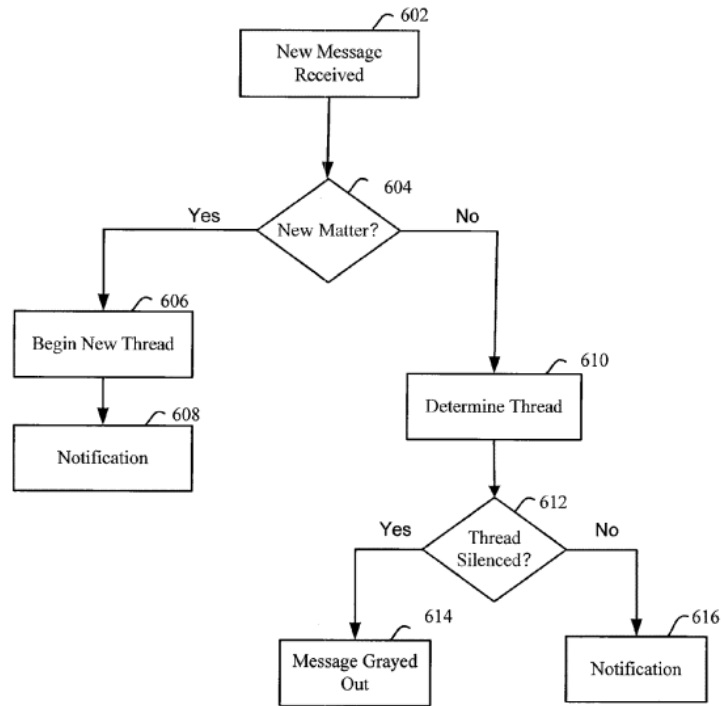 602
New Message
Received
604
Yes
New Matter?
No
606
Begin New Thread
608
Notification
610
Determine Thread
612
Yes
Thread
Silenced?
No
614
Message Grayed
Out
616
Notification